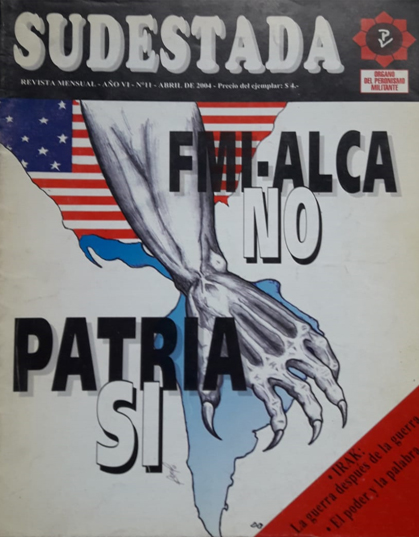 SUDESTADA
REVISTA MENSUAL - AÑO VI - Nº11 - ABRIL DE 2004 - Precio del ejemplar: $ 4.-
ORGANO
DEL PERONISMO
MILITANTE
FMI-ALCA
NO
PATRIA
SI
• IRAK:
La guerra después de la guerra
• El poder y la palabra